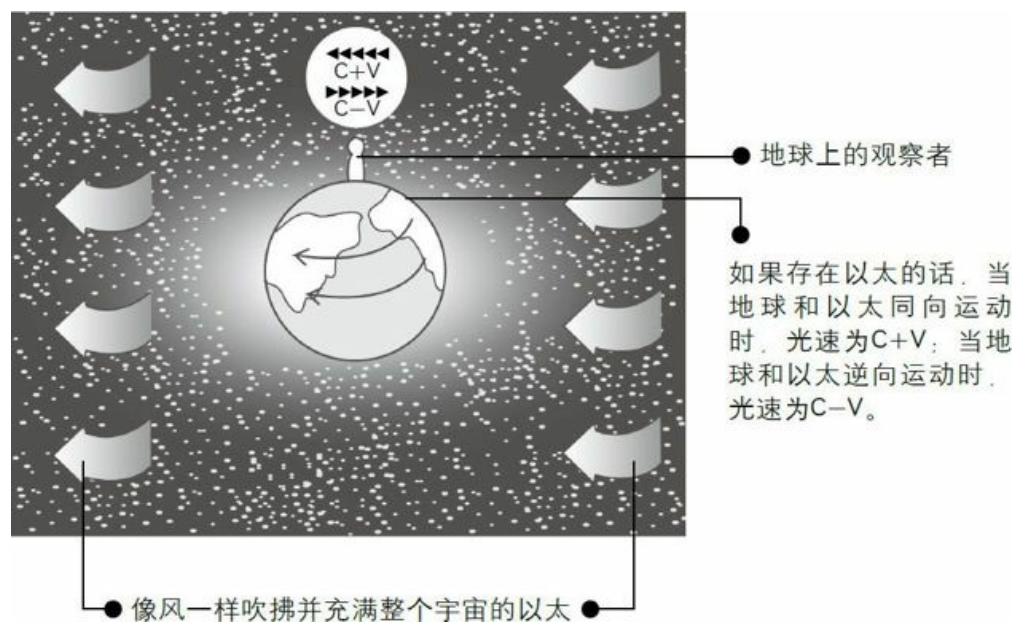 ◀◀◀◀◀
C+V
▶▶▶▶▶
C−V
地球上的观察者
如果存在以太的话，当
地球和以太同向运动
时，光速为C+V；当地
球和以太逆向运动时，
光速为C−V。
像风一样吹拂并充满整个宇宙的以太